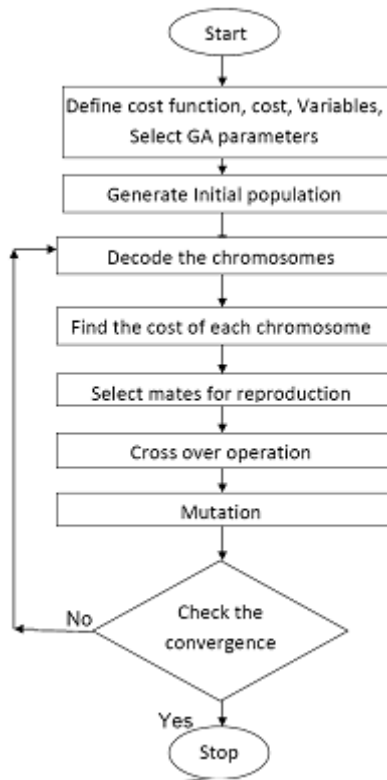 Start
Define cost function, cost, Variables,
Select GA parameters
Generate Initial population
Decode the chromosomes
Find the cost of each chromosome
Select mates for reproduction
Cross over operation
Mutation
Check the
convergence
No
Yes
Stop